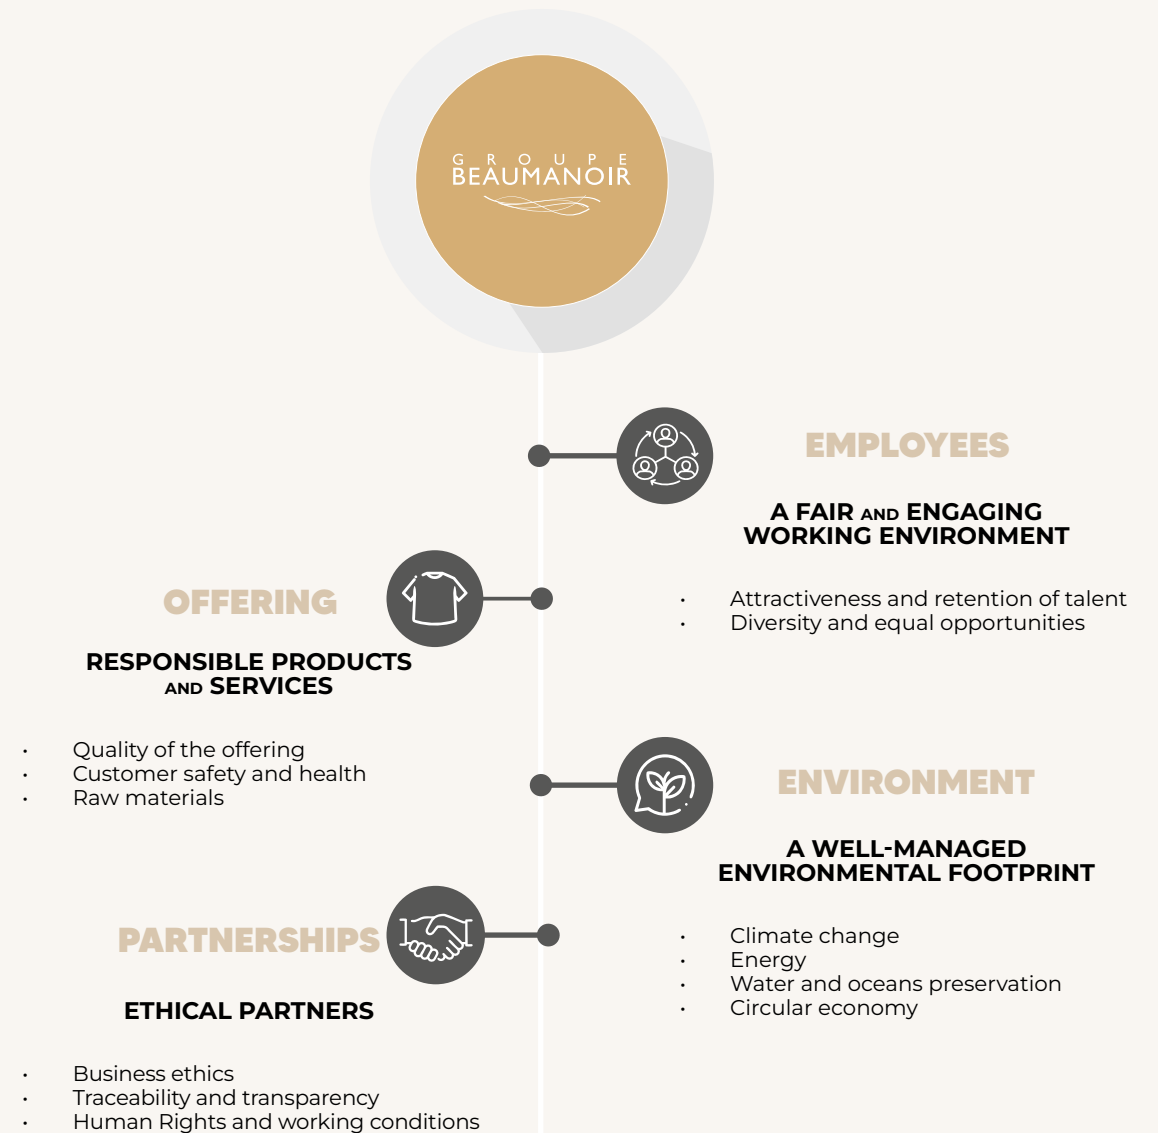 GROUPE
BEAUMANOIR
EMPLOYEES
A FAIR AND ENGAGING
WORKING ENVIRONMENT
• Attractiveness and retention of talent
• Diversity and equal opportunities
OFFERING
RESPONSIBLE PRODUCTS
AND SERVICES
• Quality of the offering
• Customer safety and health
• Raw materials
ENVIRONMENT
A WELL-MANAGED
ENVIRONMENTAL FOOTPRINT
• Climate change
• Energy
• Water and oceans preservation
• Circular economy
PARTNERSHIPS
ETHICAL PARTNERS
• Business ethics
• Traceability and transparency
• Human Rights and working conditions